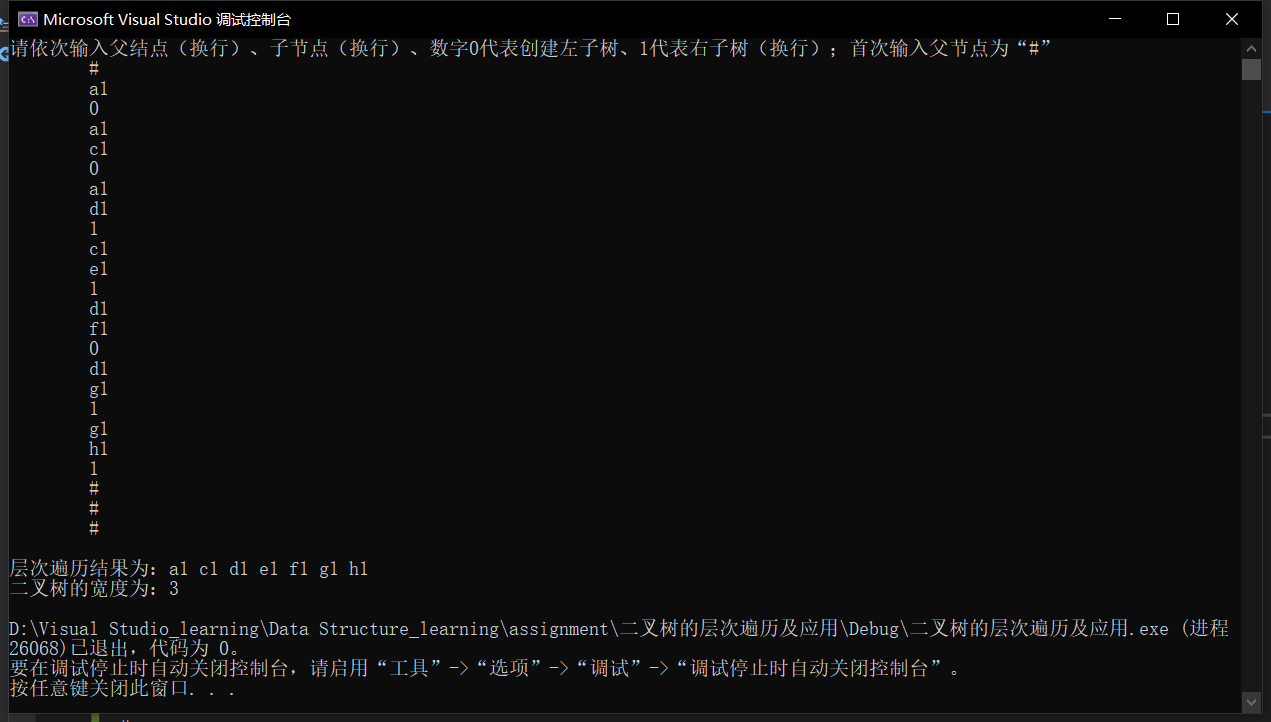 Microsoft Visual Studio 调试控制台
请依次输入父结点（换行）、子节点（换行）、数字0代表创建左子树、1代表右子树（换行）；首次输入父节点为“#”
#
a1
0
a1
c1
0
a1
d1
1
c1
e1
1
d1
f1
0
d1
g1
1
g1
h1
1
#
#
#
层次遍历结果为：a1 c1 d1 e1 f1 g1 h1
二叉树的宽度为：3
D:\Visual Studio_learning\Data Structure_learning\assignment\二叉树的层次遍历及应用\Debug\二叉树的层次遍历及应用.exe (进程
26068)已退出，代码为 0。
要在调试停止时自动关闭控制台，请启用“工具”->“选项”->“调试”->“调试停止时自动关闭控制台”。
按任意键关闭此窗口. . .